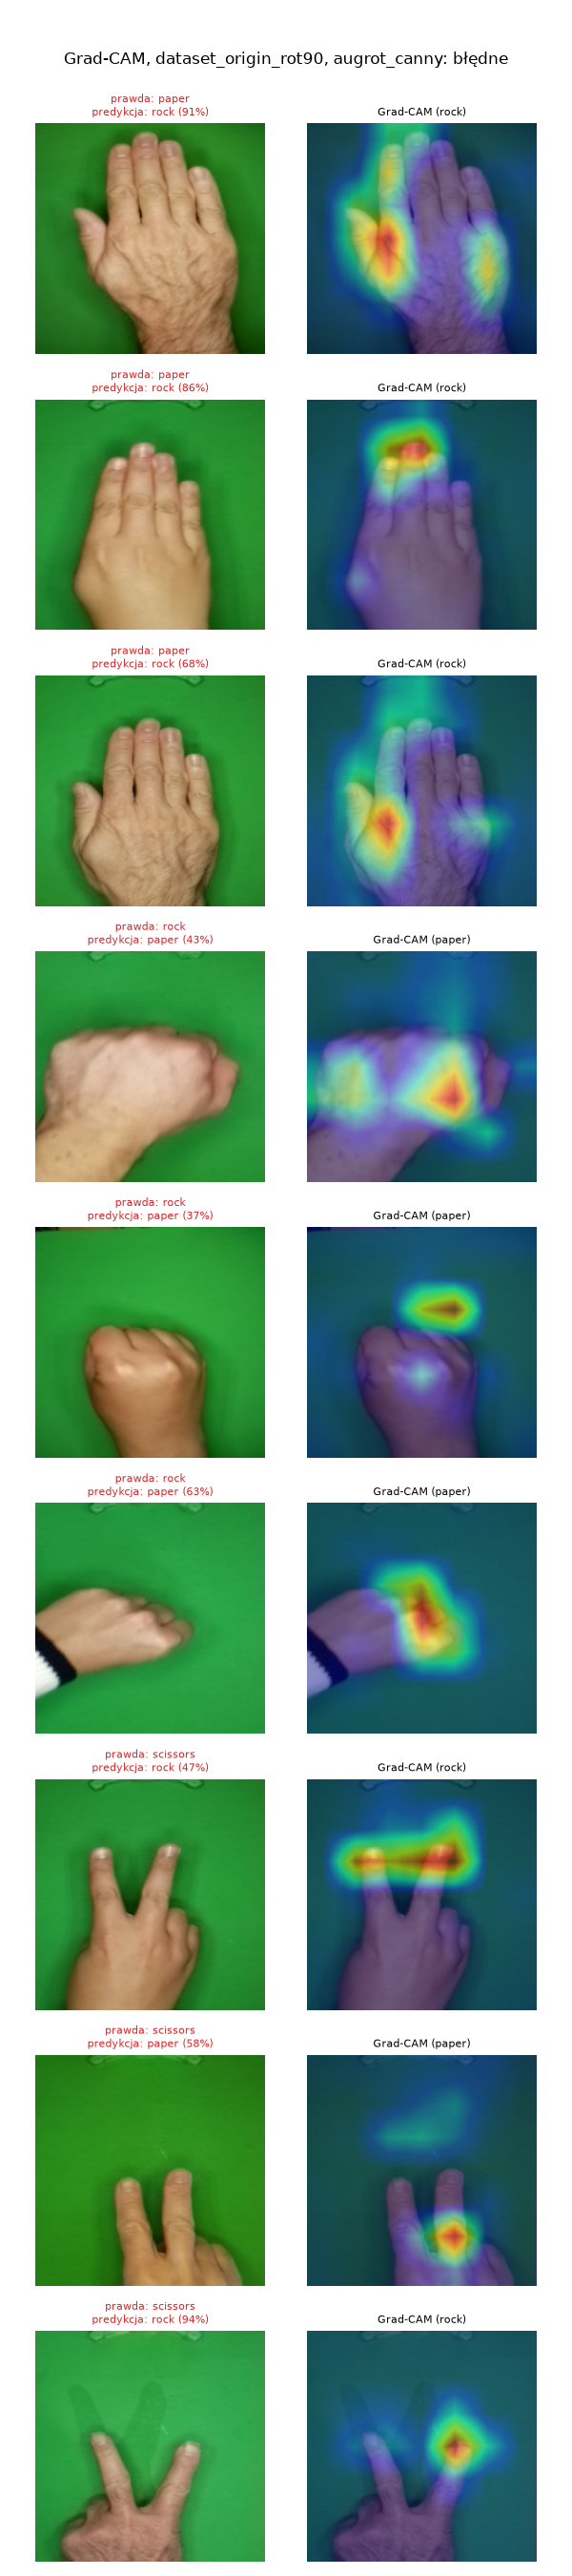 Grad-CAM, dataset_origin_rot90, augrot_canny: błędne
prawda: paper
predykcja: rock (91%)
Grad-CAM (rock)
prawda: paper
predykcja: rock (86%)
Grad-CAM (rock)
prawda: paper
predykcja: rock (68%)
Grad-CAM (rock)
prawda: rock
predykcja: paper (43%)
Grad-CAM (paper)
prawda: rock
predykcja: paper (37%)
Grad-CAM (paper)
prawda: rock
predykcja: paper (63%)
Grad-CAM (paper)
prawda: scissors
predykcja: rock (47%)
Grad-CAM (rock)
prawda: scissors
predykcja: paper (58%)
Grad-CAM (paper)
prawda: scissors
predykcja: rock (94%)
Grad-CAM (rock)